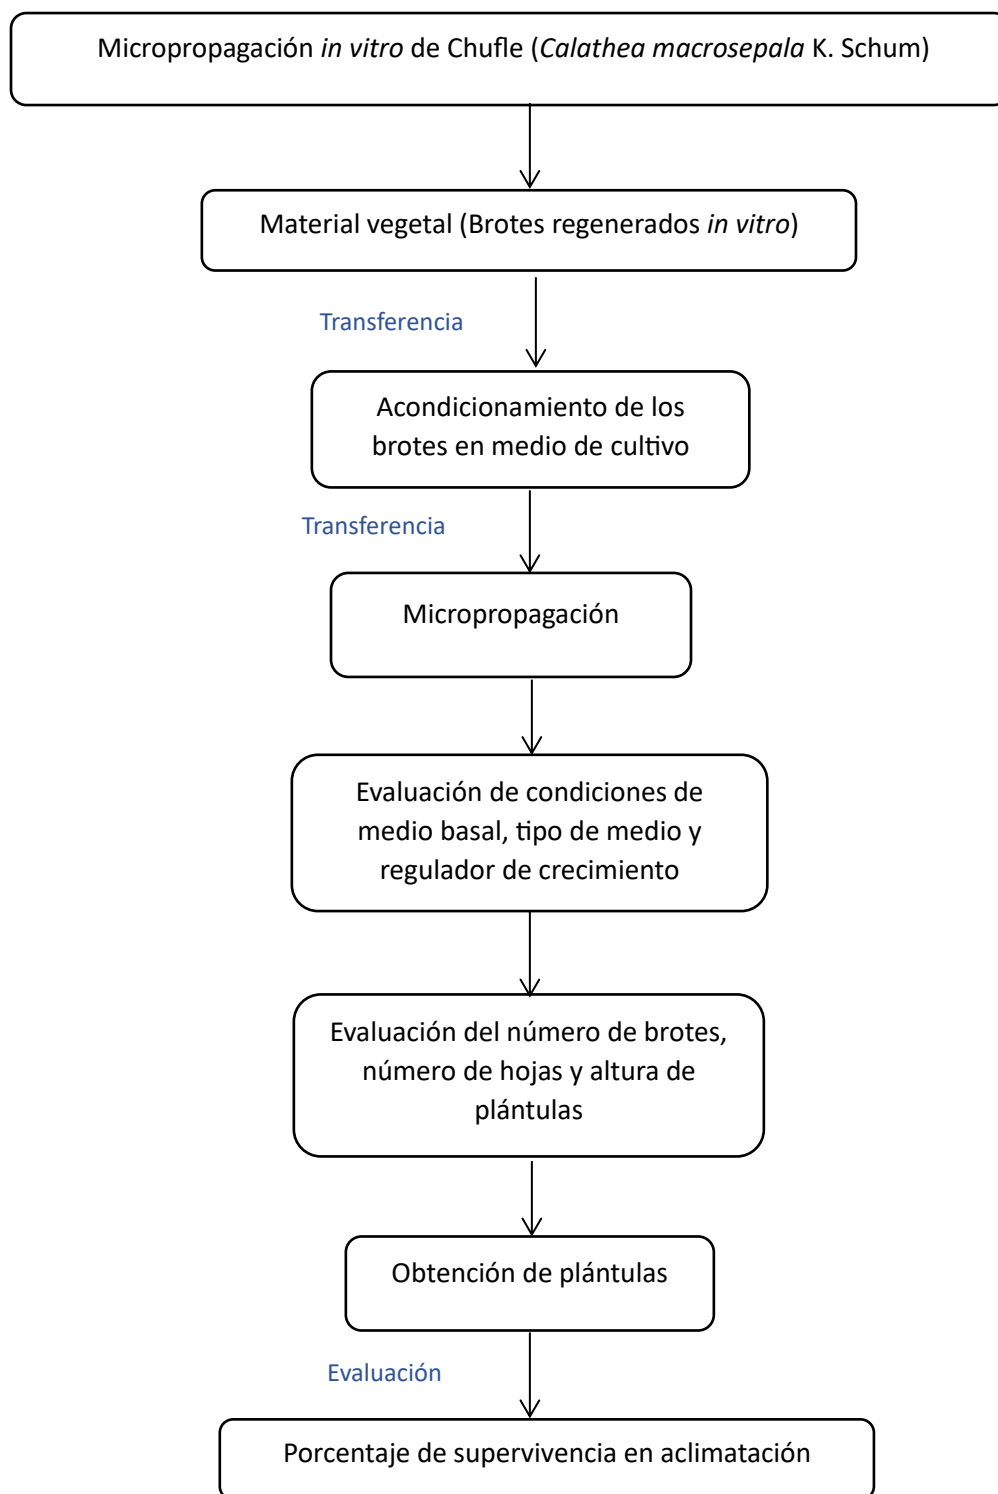 Micropropagación in vitro de Chufle (Calathea macrosepala K. Schum)
Material vegetal (Brotes regenerados in vitro)
Transferencia
Acondicionamiento de los
brotes en medio de cultivo
Transferencia
Micropropagación
Evaluación de condiciones de
medio basal, tipo de medio y
regulador de crecimiento
Evaluación del número de brotes,
número de hojas y altura de
plántulas
Obtención de plántulas
Evaluación
Porcentaje de supervivencia en aclimatación